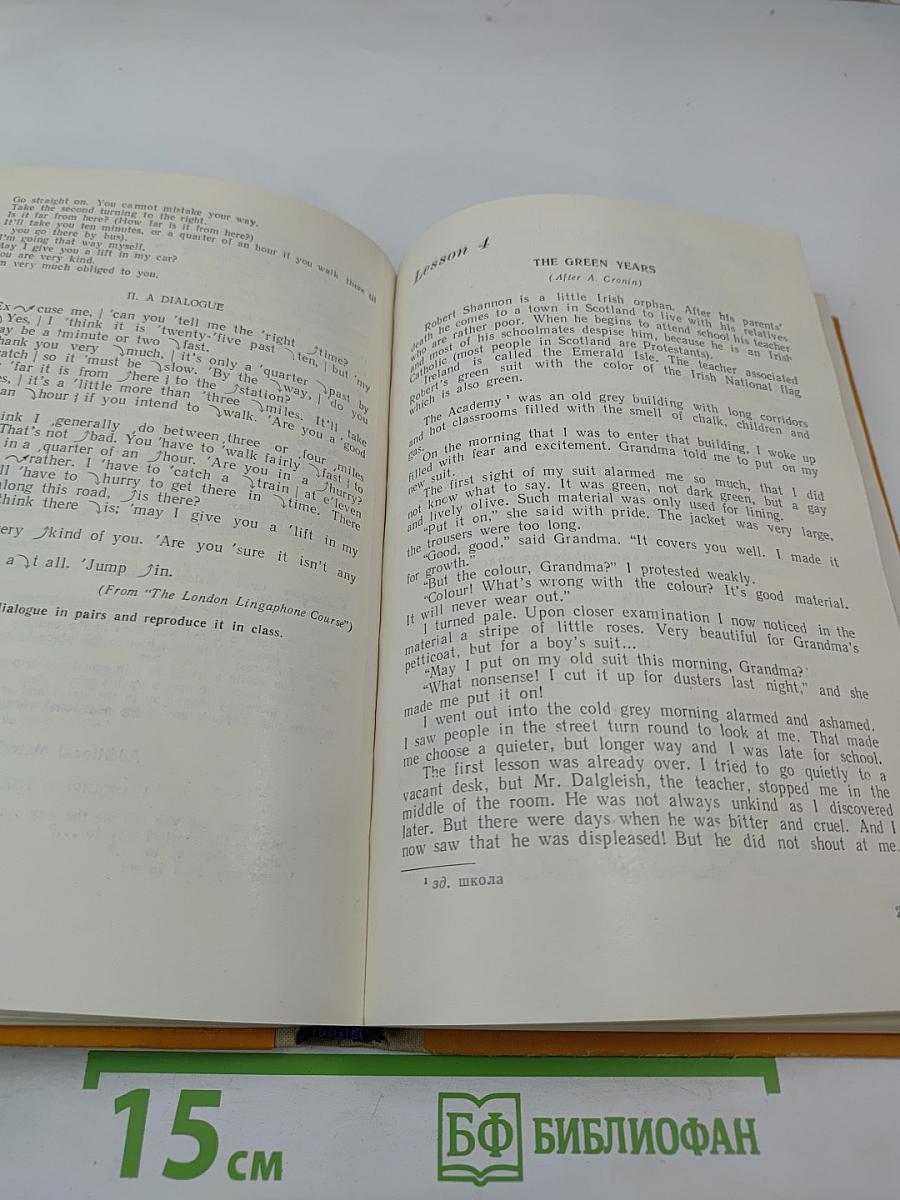 Go straight on. You cannot mistake your way.
Take the second turning to the right.
Is it far from here? (How far is it from here?)
It'll take you ten minutes, or a quarter of an hour if you walk there (if
you go there by bus).
I'm going that way myself.
May I give you a lift in my car?
You are very kind.
I'm very much obliged to you.
II. A DIALOGUE
cuse me, | 'can you 'tell me the 'right time?
Yes, | I 'think it is 'twenty-'five past ten, | but 'my
may be a minute or two fast.
thank you very much, | it's only a 'quarter past by
| so it 'must be slow. 'By the way, | 'do you
'far it is from here to the station?
it's a 'little more than 'three miles. It'll take
an hour if you intend to walk. 'Are you a good
think I generally do between three or four miles
That's not bad. You 'have to 'walk fairly fast to
in a quarter of an hour. 'Are you in a hurry?
rather. I 'have to 'catch a train | at e'leven
'have to hurry to get there in time. There
along this road, is there?
think there is; 'may I give you a 'lift in my
very kind of you. 'Are you 'sure it isn't any
at all. 'Jump in.
(From "The London Lingaphone Course")
dialogue in pairs and reproduce it in class.
Lesson 4
THE GREEN YEARS
(After A. Cronin)
Robert Shannon is a little Irish orphan. After his parents'
death he comes to a town in Scotland to live with his relatives
who are rather poor. When he begins to attend school his teacher
and most of his schoolmates despise him, because he is an Irish
Catholic (most people in Scotland are Protestants).
Ireland is called the Emerald Isle. The teacher associated
Robert's green suit with the color of the Irish National flag
which is also green.
The Academy ¹ was an old grey building with long corridors
and hot classrooms filled with the smell of chalk, children and
gas.
On the morning that I was to enter that building, I woke up
filled with fear and excitement. Grandma told me to put on my
new suit.
The first sight of my suit alarmed me so much, that I did
not know what to say. It was green, not dark green, but a gay
and lively olive. Such material was only used for lining.
"Put it on," she said with pride. The jacket was very large,
the trousers were too long.
"Good, good," said Grandma. "It covers you well. I made it
for growth."
"But the colour, Grandma?" I protested weakly.
"Colour! What's wrong with the colour? It's good material.
It will never wear out."
I turned pale. Upon closer examination I now noticed in the
material a stripe of little roses. Very beautiful for Grandma's
petticoat, but for a boy's suit...
"May I put on my old suit this morning, Grandma?"
"What nonsense! I cut it up for dusters last night," and she
made me put it on!
I went out into the cold grey morning alarmed and ashamed.
I saw people in the street turn round to look at me. That made
me choose a quieter, but longer way and I was late for school.
The first lesson was already over. I tried to go quietly to a
vacant desk, but Mr. Dalgleish, the teacher, stopped me in the
middle of the room. He was not always unkind as I discovered
later. But there were days when he was bitter and cruel. And I
now saw that he was displeased! But he did not shout at me.
¹ зд. школа
15 см
БФ БИБЛИОФАН